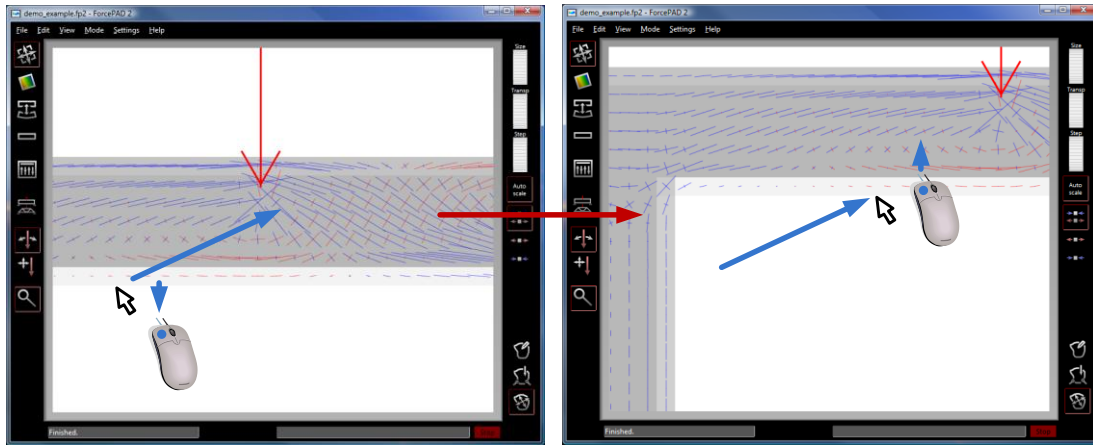 demo_example.fp2 - ForcePAD 2
File Edit View Mode Settings Help
Size
Transp
Step
Auto
scale
Finished.
demo_example.fp2 - ForcePAD 2
File Edit View Mode Settings Help
Size
Transp
Step
Auto
scale
Finished.